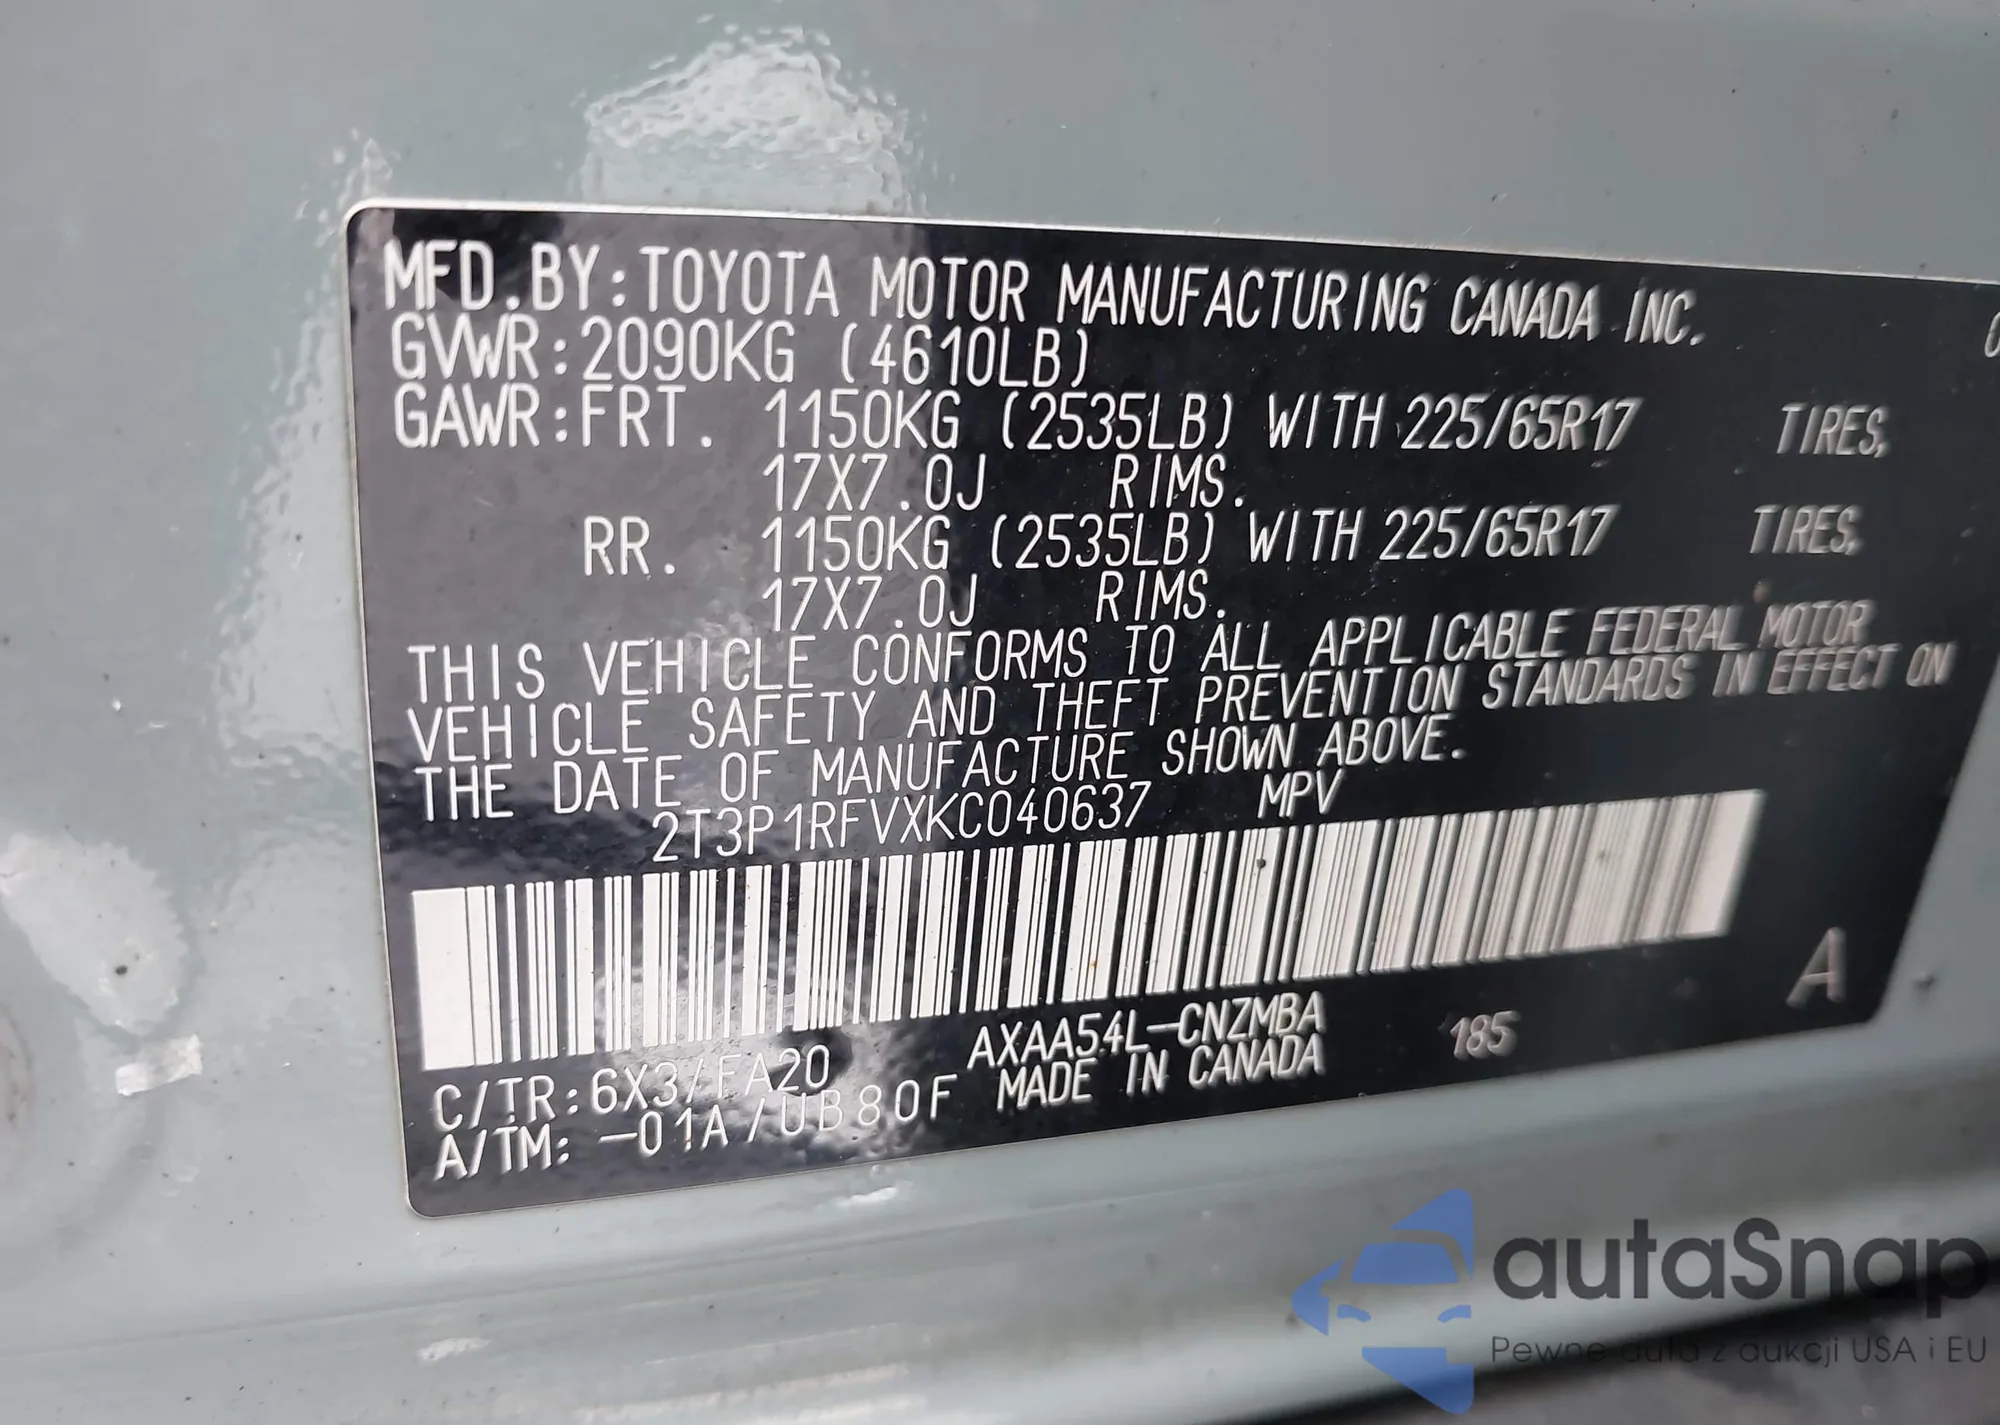 MFD.BY:TOYOTA MOTOR MANUFACTURING CANADA INC.
GVWR:2090KG (4610LB)
GAWR:FRT. 1150KG (2535LB) WITH 225/65R17 TIRES,
17X7.0J RIMS.
RR. 1150KG (2535LB) WITH 225/65R17 TIRES,
17X7.0J RIMS.
THIS VEHICLE CONFORMS TO ALL APPLICABLE FEDERAL MOTOR
VEHICLE SAFETY AND THEFT PREVENTION STANDARDS IN EFFECT ON
THE DATE OF MANUFACTURE SHOWN ABOVE.
2T3P1RFVXKC040637 MPV
A
C/TR:6X3/FA20 AXAA54L-CNZMBA 185
A/TM: -01A/UB80F MADE IN CANADA
autaSnap
Pewne auta z aukcji USA i EU